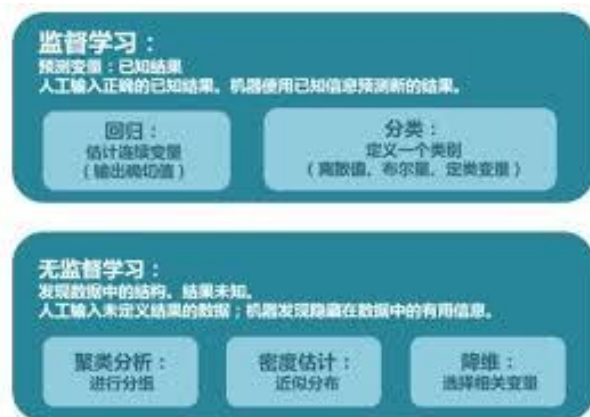 监督学习：
预测变量：已知结果
人工输入正确的已知结果。机器使用已知信息预测新的结果。
回归：
估计连续变量
（输出确切值）
分类：
定义一个类别
（离散值、布尔量、定类变量）
无监督学习：
发现数据中的结构。结果未知。
人工输入未定义结果的数据；机器发现隐藏在数据中的有用信息。
聚类分析：
进行分组
密度估计：
近似分布
降维：
选择相关变量